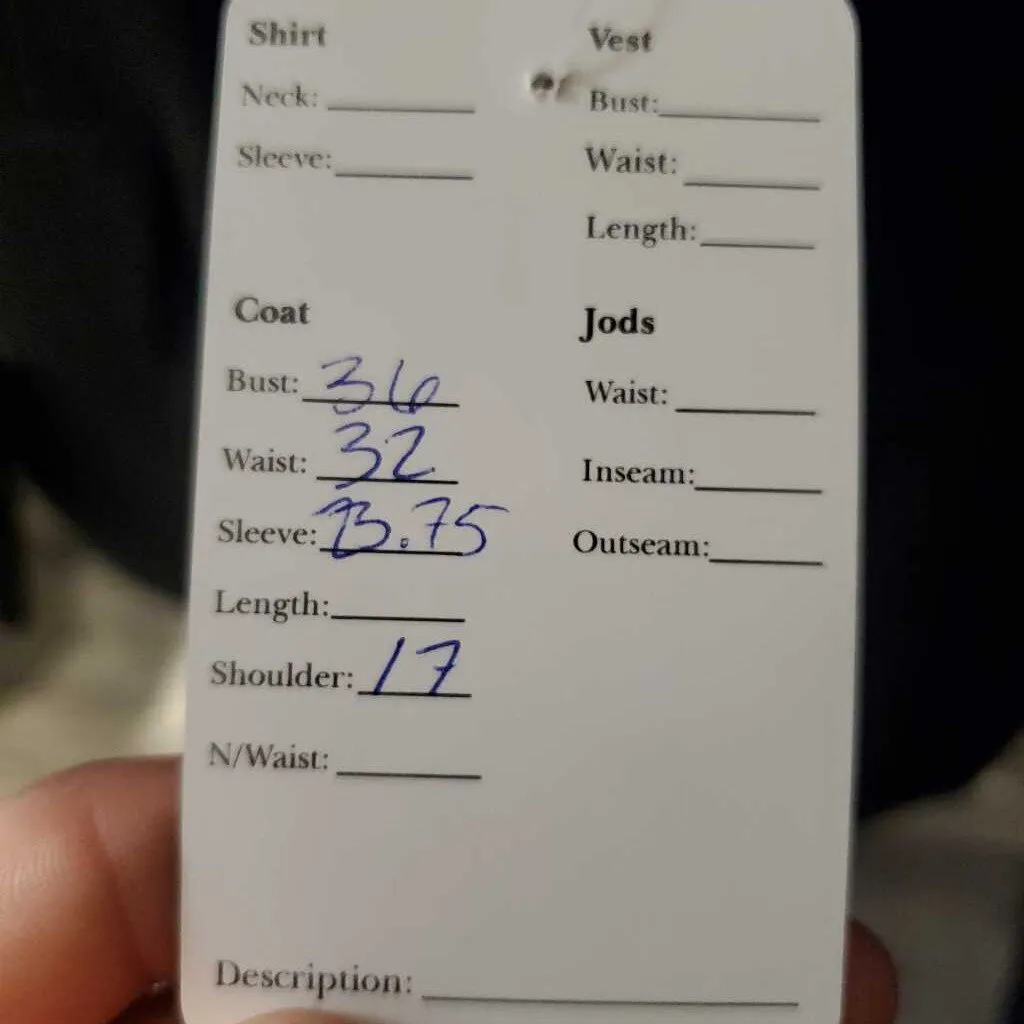 Shirt
Neck:
Sleeve:
Vest
Bust:
Waist:
Length:
Coat
Bust: 36
Waist: 32
Sleeve: 23.75
Length:
Shoulder: 17
N/Waist:
Jods
Waist:
Inseam:
Outseam:
Description: